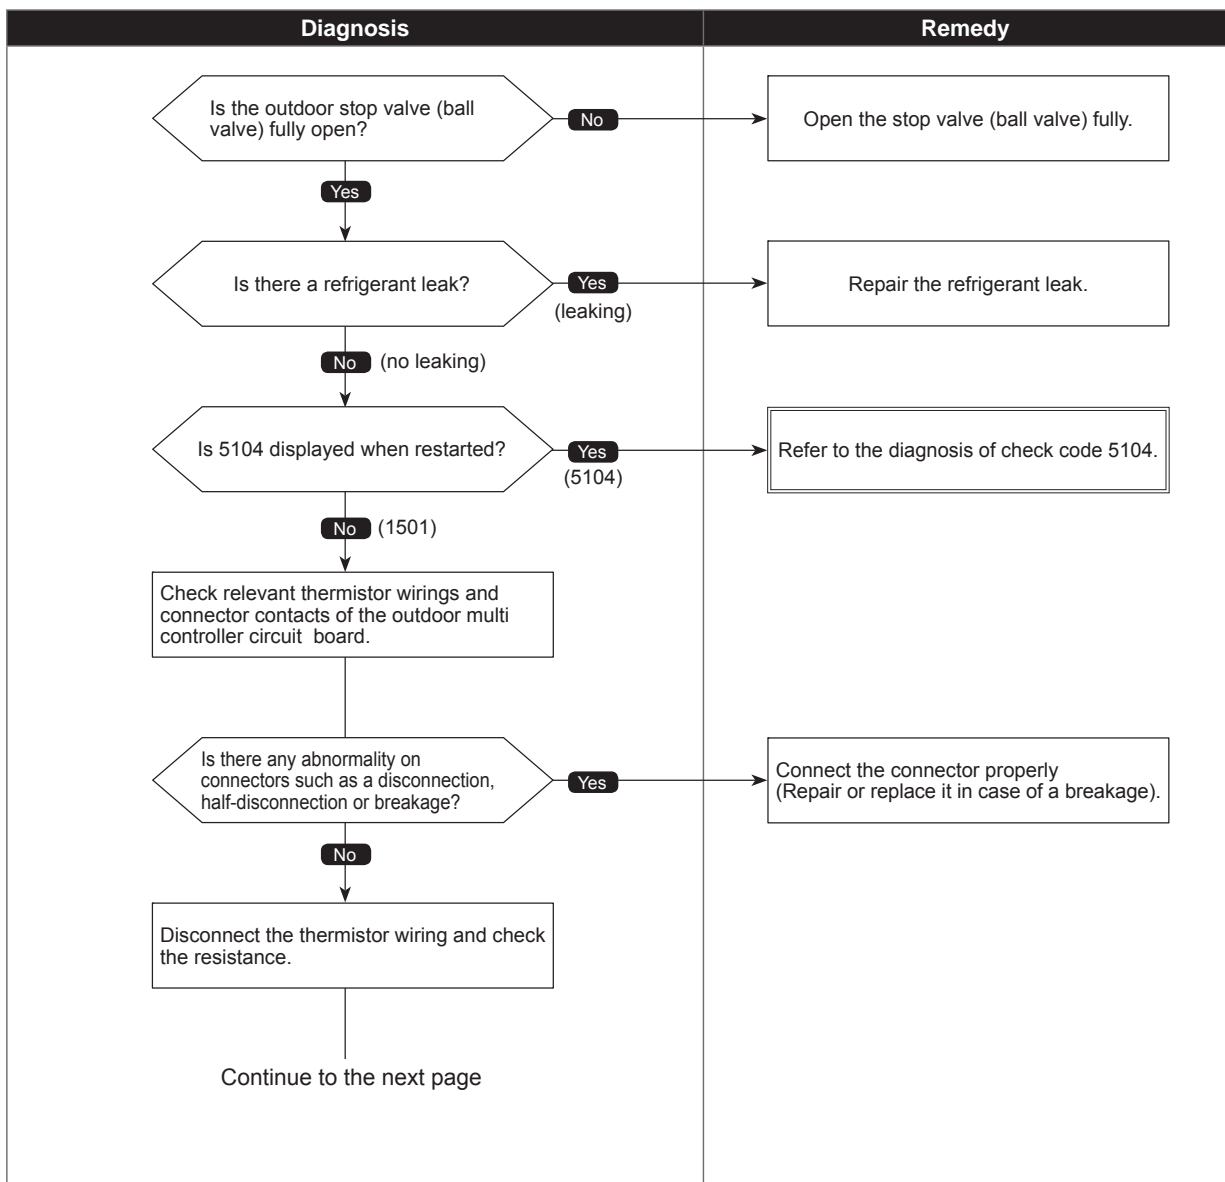 Diagnosis
Remedy
Is the outdoor stop valve (ball
valve) fully open?
No
Open the stop valve (ball valve) fully.
Yes
Is there a refrigerant leak?
Yes
(leaking)
Repair the refrigerant leak.
No (no leaking)
Is 5104 displayed when restarted?
Yes
(5104)
Refer to the diagnosis of check code 5104.
No (1501)
Check relevant thermistor wirings and
connector contacts of the outdoor multi
controller circuit board.
Is there any abnormality on
connectors such as a disconnection,
half-disconnection or breakage?
Yes
Connect the connector properly
(Repair or replace it in case of a breakage).
No
Disconnect the thermistor wiring and check
the resistance.
Continue to the next page